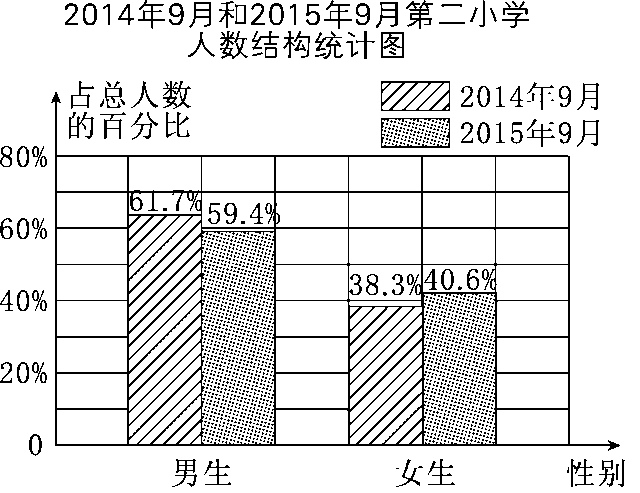 2014年9月和2015年9月第二小学
人数结构统计图
占总人数
的百分比
2014年9月
2015年9月
80%
61.7%
59.4%
60%
38.3%
40.6%
40%
20%
0
男生
女生
性别